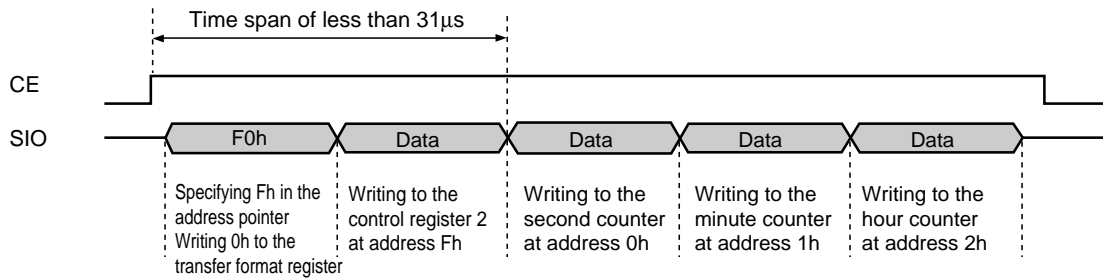 Time span of less than 31μs
CE
SIO
F0h
Data
Data
Data
Data
Specifying Fh in the
address pointer
Writing 0h to the
transfer format register
Writing to the
control register 2
at address Fh
Writing to the
second counter
at address 0h
Writing to the
minute counter
at address 1h
Writing to the
hour counter
at address 2h